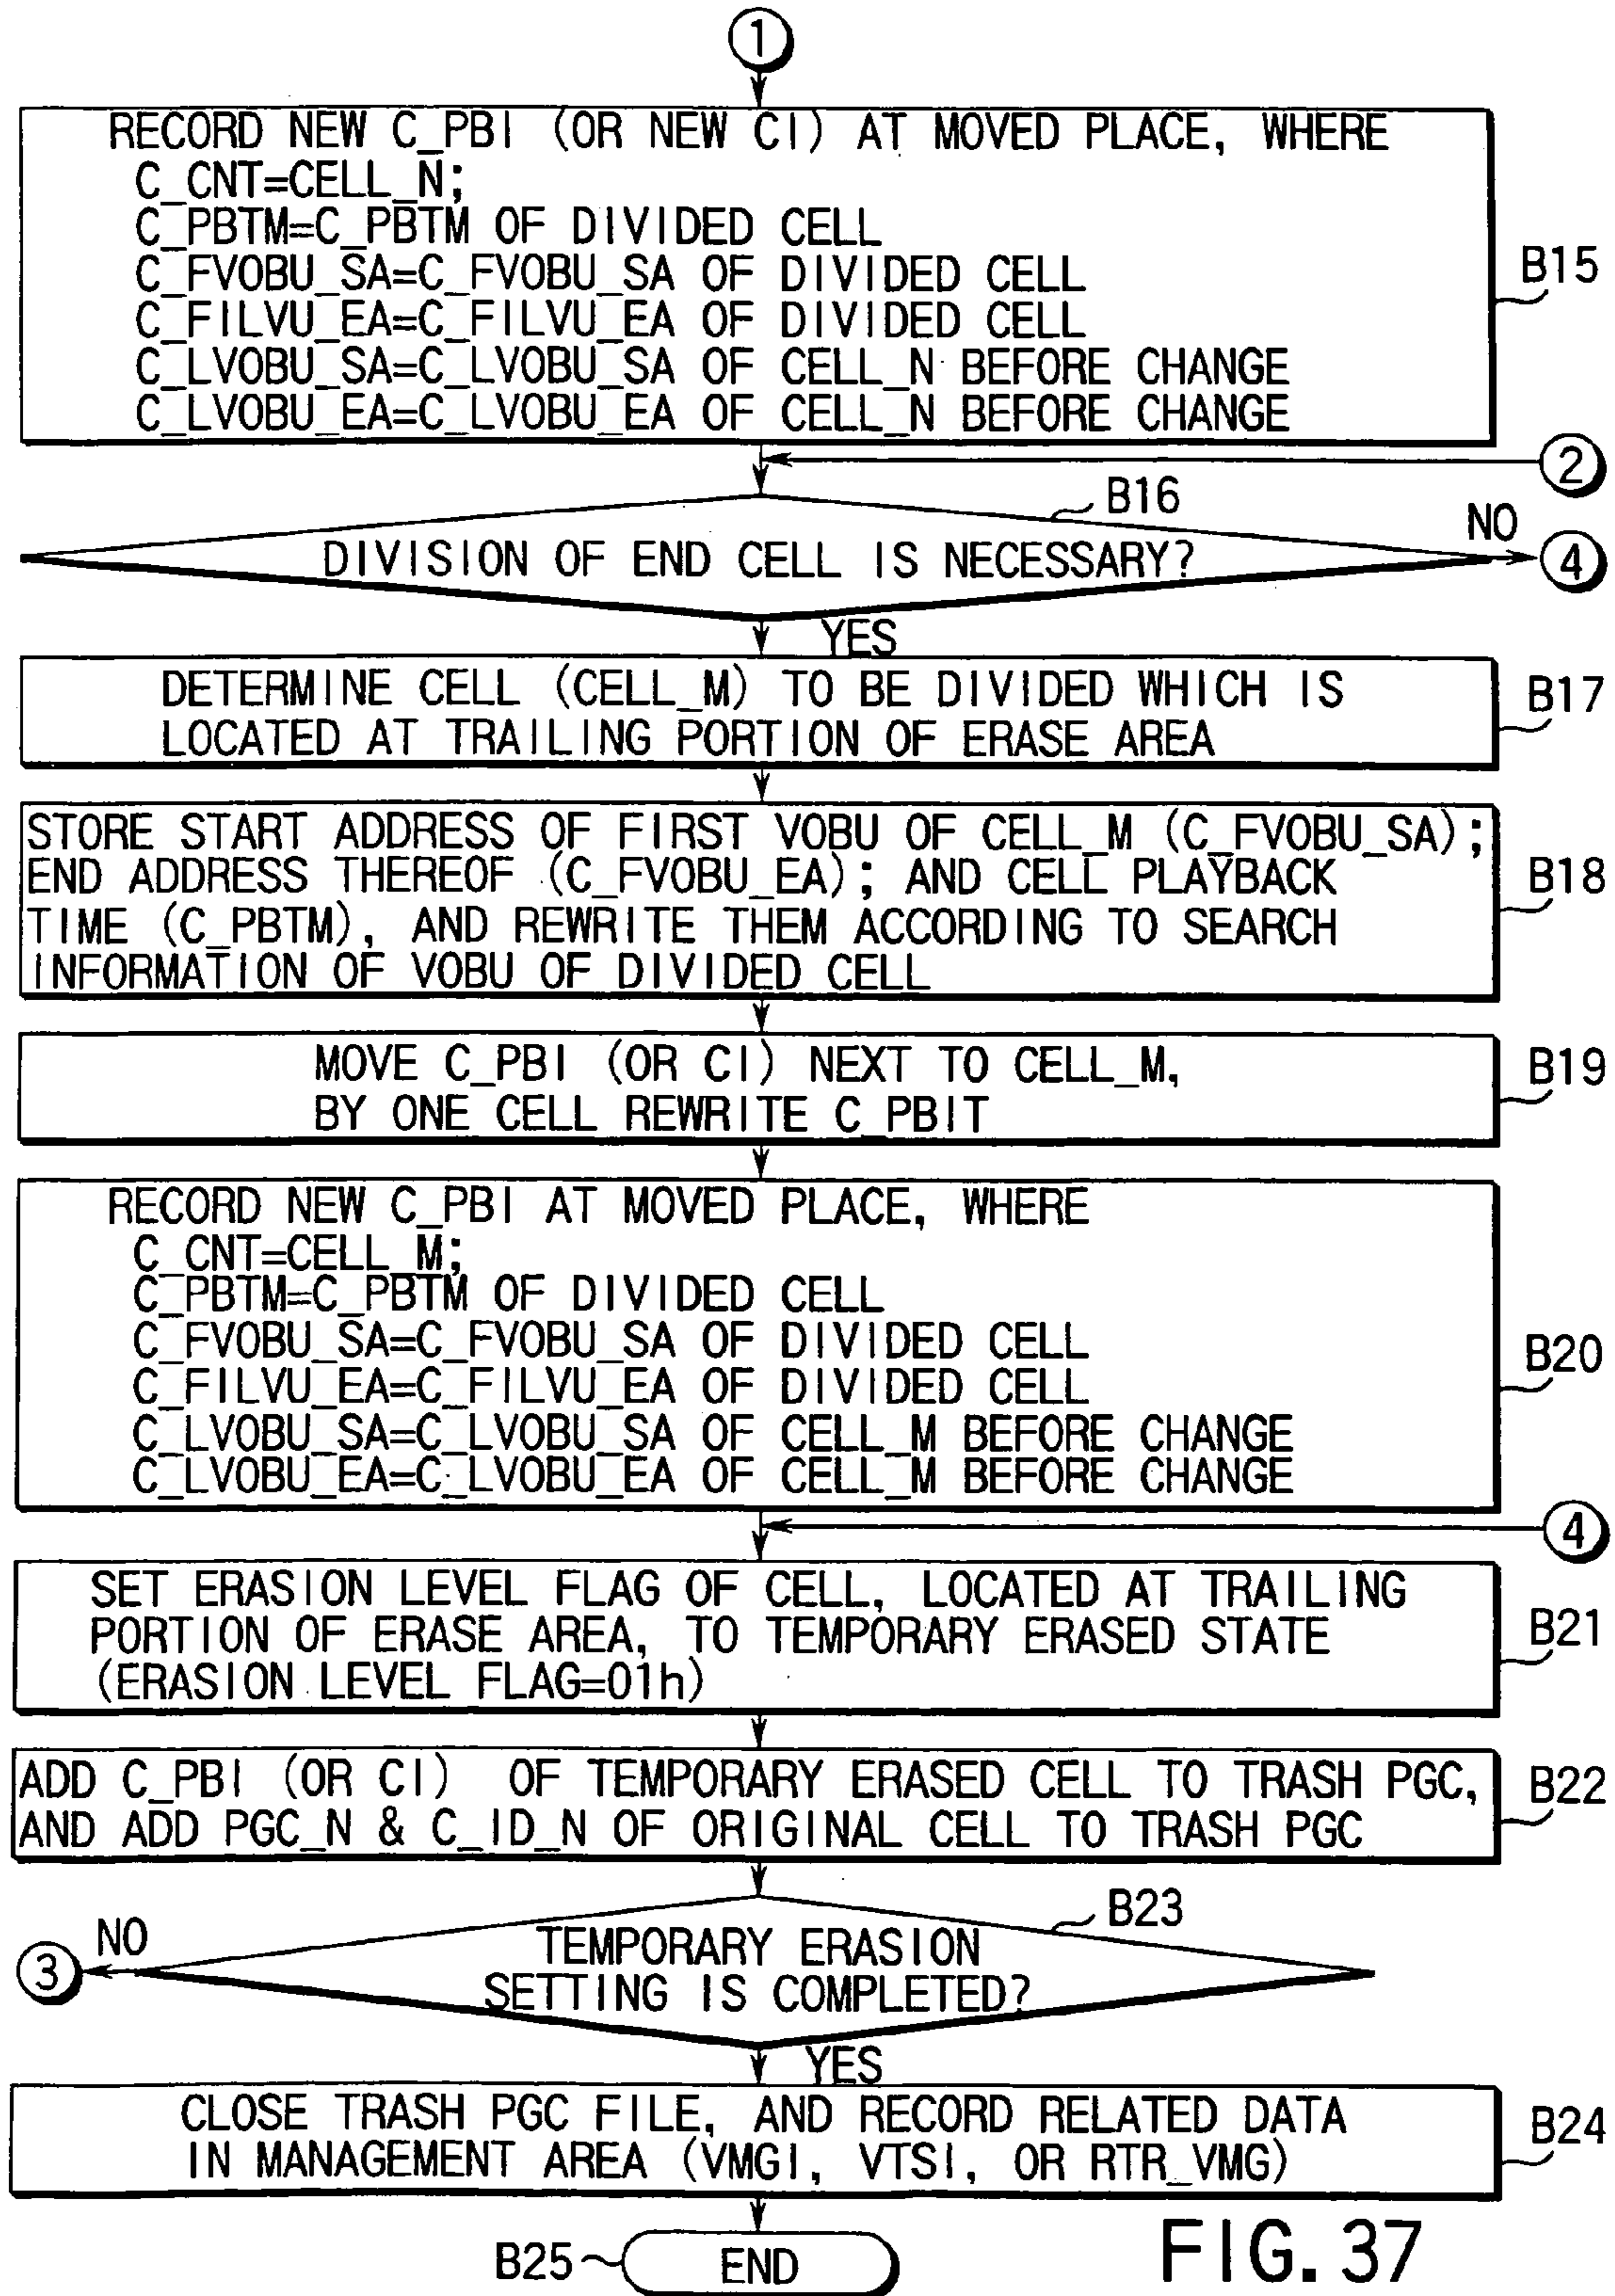 1
RECORD NEW C_PBI (OR NEW CI) AT MOVED PLACE, WHERE
C_CNT=CELL_N;
C_PBTM=C_PBTM OF DIVIDED CELL
C_FVOBU_SA=C_FVOBU_SA OF DIVIDED CELL
C_FILVU_EA=C_FILVU_EA OF DIVIDED CELL
C_LVOBU_SA=C_LVOBU_SA OF CELL_N BEFORE CHANGE
C_LVOBU_EA=C_LVOBU_EA OF CELL_N BEFORE CHANGE
B15
2
B16
DIVISION OF END CELL IS NECESSARY?
NO
4
YES
DETERMINE CELL (CELL_M) TO BE DIVIDED WHICH IS
LOCATED AT TRAILING PORTION OF ERASE AREA
B17
STORE START ADDRESS OF FIRST VOBU OF CELL_M (C_FVOBU_SA);
END ADDRESS THEREOF (C_FVOBU_EA); AND CELL PLAYBACK
TIME (C_PBTM), AND REWRITE THEM ACCORDING TO SEARCH
INFORMATION OF VOBU OF DIVIDED CELL
B18
MOVE C_PBI (OR CI) NEXT TO CELL_M,
BY ONE CELL REWRITE C_PBIT
B19
RECORD NEW C_PBI AT MOVED PLACE, WHERE
C_CNT=CELL_M;
C_PBTM=C_PBTM OF DIVIDED CELL
C_FVOBU_SA=C_FVOBU_SA OF DIVIDED CELL
C_FILVU_EA=C_FILVU_EA OF DIVIDED CELL
C_LVOBU_SA=C_LVOBU_SA OF CELL_M BEFORE CHANGE
C_LVOBU_EA=C_LVOBU_EA OF CELL_M BEFORE CHANGE
B20
4
SET ERASION LEVEL FLAG OF CELL, LOCATED AT TRAILING
PORTION OF ERASE AREA, TO TEMPORARY ERASED STATE
(ERASION LEVEL FLAG=01h)
B21
ADD C_PBI (OR CI) OF TEMPORARY ERASED CELL TO TRASH PGC,
AND ADD PGC_N & C_ID_N OF ORIGINAL CELL TO TRASH PGC
B22
B23
3
NO
TEMPORARY ERASION
SETTING IS COMPLETED?
YES
CLOSE TRASH PGC FILE, AND RECORD RELATED DATA
IN MANAGEMENT AREA (VMGI, VTSI, OR RTR_VMG)
B24
B25
END
FIG. 37